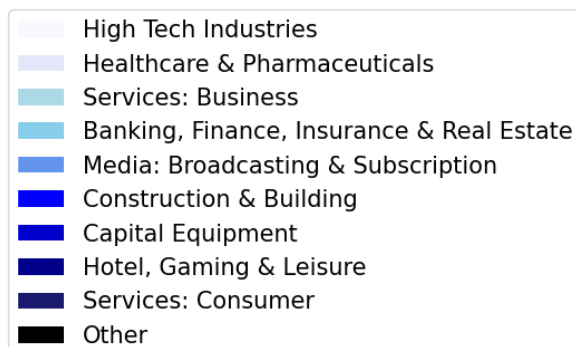 High Tech Industries
Healthcare & Pharmaceuticals
Services: Business
Banking, Finance, Insurance & Real Estate
Media: Broadcasting & Subscription
Construction & Building
Capital Equipment
Hotel, Gaming & Leisure
Services: Consumer
Other